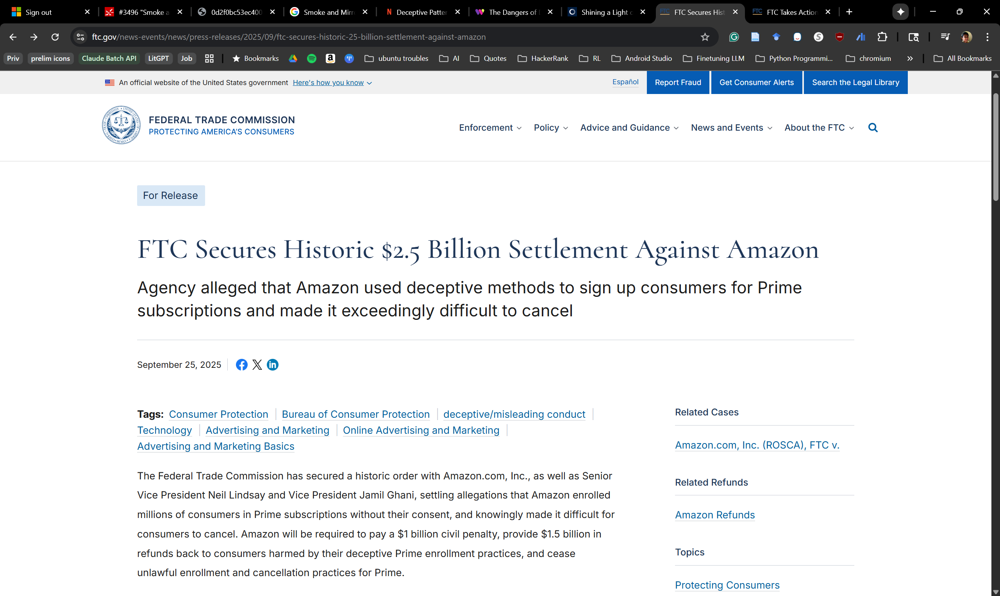 Sign out
#3496 "Smoke a
0d2f0bc53ec400
Smoke and Mirr
Deceptive Patter
The Dangers of
Shining a Light
FTC Secures Hist
FTC Takes Action
ftc.gov/news-events/news/press-releases/2025/09/ftc-secures-historic-25-billion-settlement-against-amazon
Priv
prelim icons
Claude Batch API
LitGPT
Job
Bookmarks
ubuntu troubles
AI
Quotes
HackerRank
RL
Android Studio
Finetuning LLM
Python Programmi...
chromium
All Bookmarks
An official website of the United States government Here's how you know
Español
Report Fraud
Get Consumer Alerts
Search the Legal Library
FEDERAL TRADE COMMISSION
PROTECTING AMERICA'S CONSUMERS
Enforcement
Policy
Advice and Guidance
News and Events
About the FTC
For Release
FTC Secures Historic $2.5 Billion Settlement Against Amazon
Agency alleged that Amazon used deceptive methods to sign up consumers for Prime
subscriptions and made it exceedingly difficult to cancel
September 25, 2025
Tags: Consumer Protection | Bureau of Consumer Protection | deceptive/misleading conduct |
Technology | Advertising and Marketing | Online Advertising and Marketing |
Advertising and Marketing Basics
The Federal Trade Commission has secured a historic order with Amazon.com, Inc., as well as Senior
Vice President Neil Lindsay and Vice President Jamil Ghani, settling allegations that Amazon enrolled
millions of consumers in Prime subscriptions without their consent, and knowingly made it difficult for
consumers to cancel. Amazon will be required to pay a $1 billion civil penalty, provide $1.5 billion in
refunds back to consumers harmed by their deceptive Prime enrollment practices, and cease
unlawful enrollment and cancellation practices for Prime.
Related Cases
Amazon.com, Inc. (ROSCA), FTC v.
Related Refunds
Amazon Refunds
Topics
Protecting Consumers